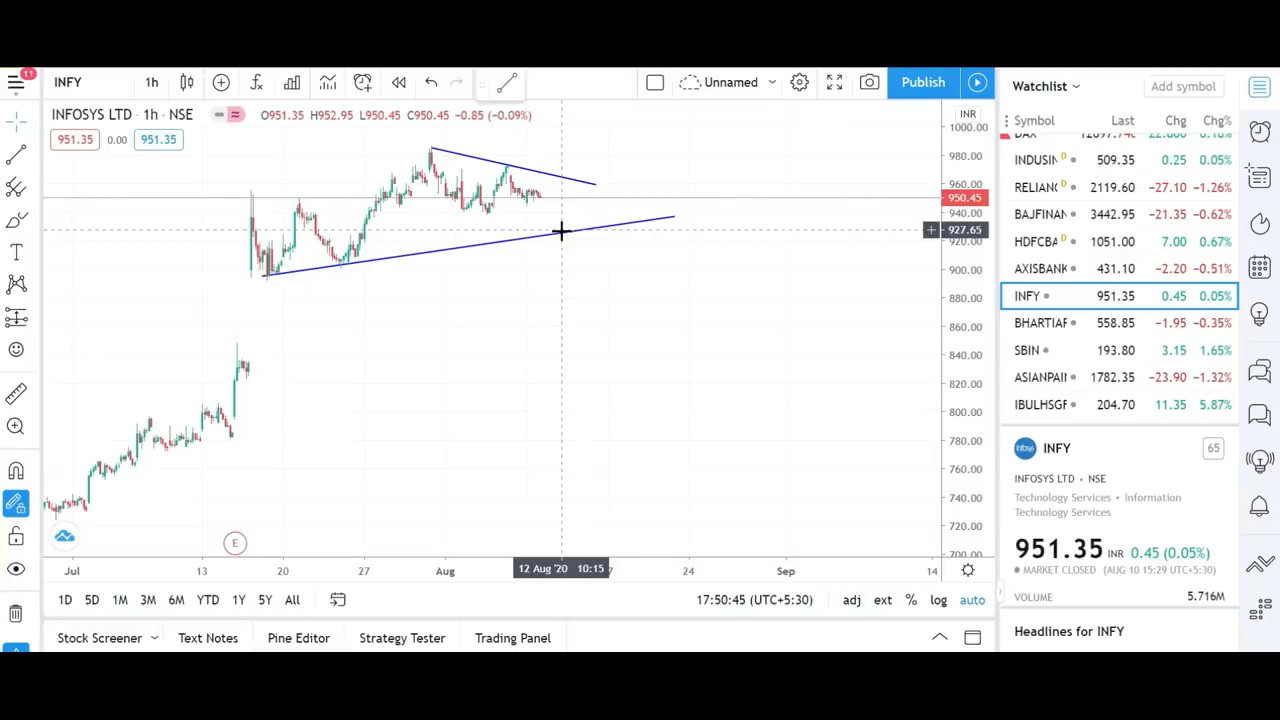 11
INFY 1h Unnamed Publish
INFOSYS LTD · 1h · NSE O951.35 H952.95 L950.45 C950.45 −0.85 (−0.09%)
951.35 0.00 951.35
INR
1000.00
980.00
960.00
950.45
940.00
927.65
920.00
900.00
880.00
860.00
840.00
820.00
800.00
780.00
760.00
740.00
720.00
700.00
E
Jul 13 20 27 Aug 12 Aug '20 10:15 24 Sep 14
1D 5D 1M 3M 6M YTD 1Y 5Y All 17:50:45 (UTC+5:30) adj ext % log auto
Stock Screener Text Notes Pine Editor Strategy Tester Trading Panel
Watchlist Add symbol
Symbol Last Chg Chg%
INDUSIN D 509.35 0.25 0.05%
RELIANC D 2119.60 −27.10 −1.26%
BAJFINAN 3442.95 −21.35 −0.62%
HDFCBA D 1051.00 7.00 0.67%
AXISBANK 431.10 −2.20 −0.51%
INFY 951.35 0.45 0.05%
BHARTIAR 558.85 −1.95 −0.35%
SBIN 193.80 3.15 1.65%
ASIANPAIN 1782.35 −23.90 −1.32%
IBULHSGF 204.70 11.35 5.87%
INFY 65
INFOSYS LTD • NSE
Technology Services • Information
Technology Services
951.35 INR 0.45 (0.05%)
MARKET CLOSED (AUG 10 15:29 UTC+5:30)
VOLUME 5.716M
Headlines for INFY